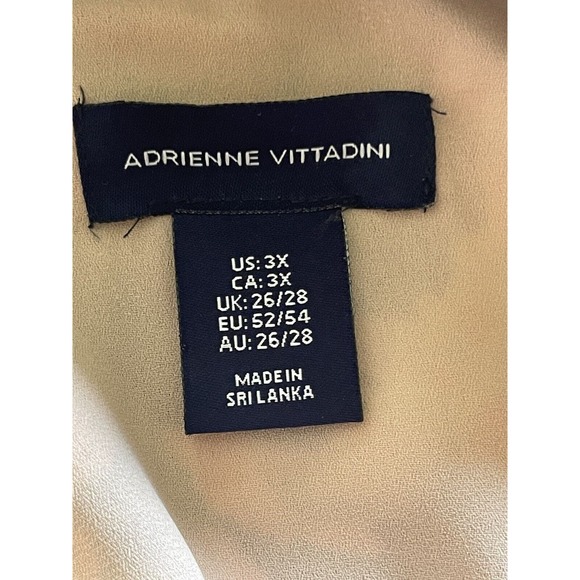 ADRIENNE VITTADINI
US: 3X
CA: 3X
UK: 26/28
EU: 52/54
AU: 26/28
MADE IN
SRI LANKA